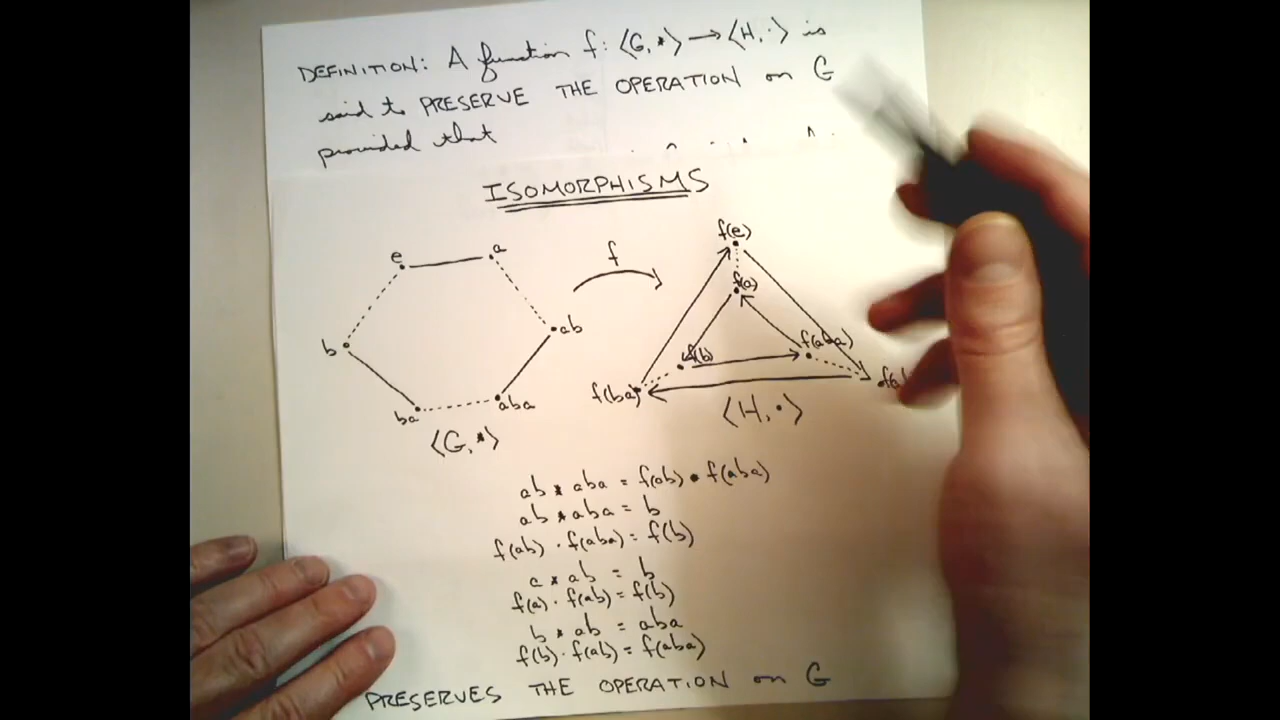 DEFINITION: A function f: ⟨G, *⟩ → ⟨H, ·⟩ is
said to PRESERVE THE OPERATION on G
provided that
ISOMORPHISMS
e a
b ab
ba aba
⟨G, *⟩
f
f(e)
f(a)
f(b) f(aba)
f(ba)
⟨H, ·⟩
ab * aba = f(ab) • f(aba)
ab * aba = b
f(ab) · f(aba) = f(b)
a * ab = b
f(a) · f(ab) = f(b)
b * ab = aba
f(b) · f(ab) = f(aba)
PRESERVES THE OPERATION on G